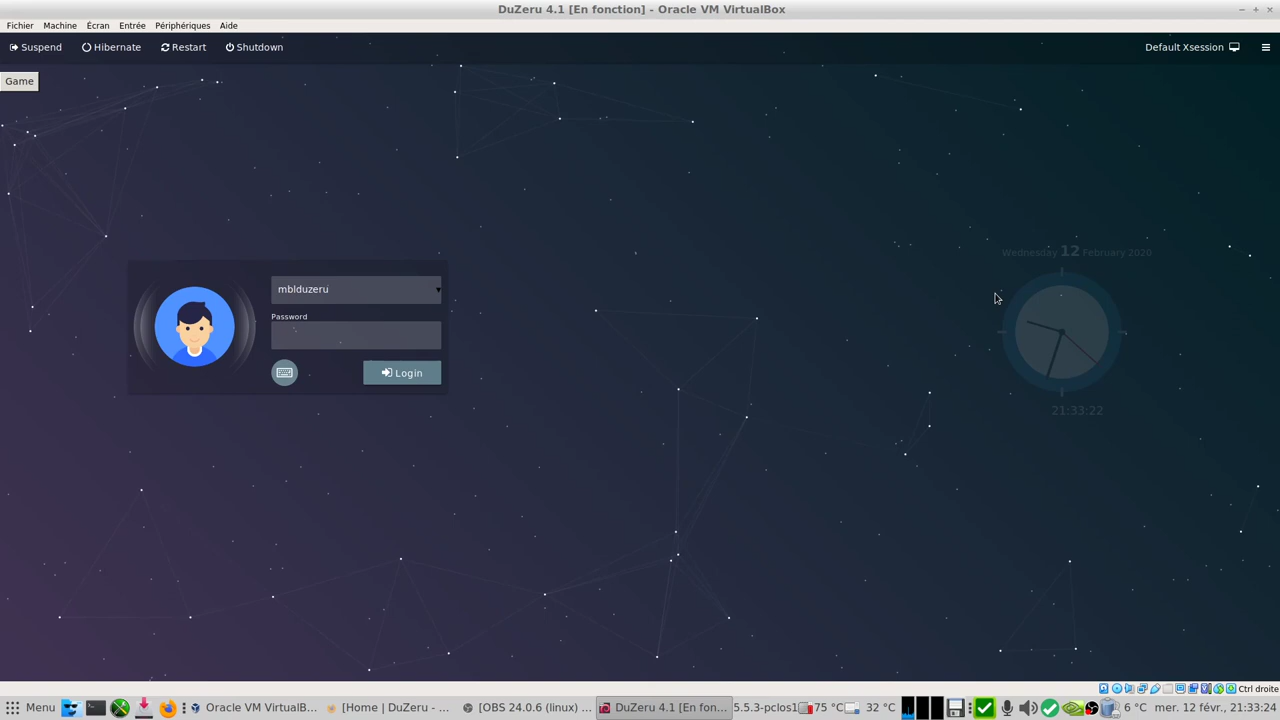 DuZeru 4.1 [En fonction] - Oracle VM VirtualBox
Fichier Machine Écran Entrée Périphériques Aide
Suspend Hibernate Restart Shutdown Default Xsession
Game
Wednesday 12 February 2020
mblduzeru
Password
Login
21:33:22
Ctrl droite
Menu Oracle VM VirtualB... [Home | DuZeru - ... [OBS 24.0.6 (linux) ... DuZeru 4.1 [En fon... 5.5.3-pclos1 75 °C 32 °C 6 °C mer. 12 févr., 21:33:24